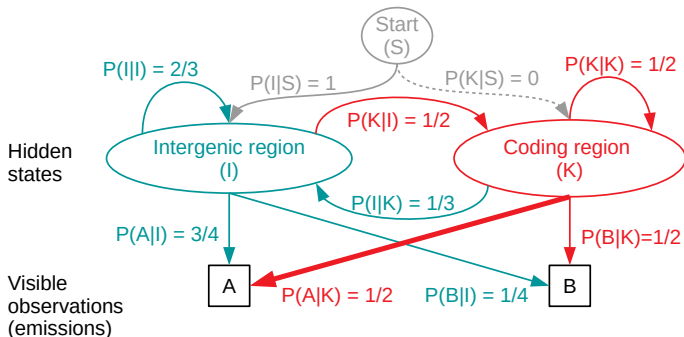 Start
(S)
P(I|I) = 2/3
P(I|S) = 1
P(K|S) = 0
P(K|K) = 1/2
P(K|I) = 1/2
Hidden
states
Intergenic region
(I)
Coding region
(K)
P(I|K) = 1/3
P(A|I) = 3/4
P(B|K)=1/2
Visible
observations
(emissions)
A
B
P(A|K) = 1/2
P(B|I) = 1/4